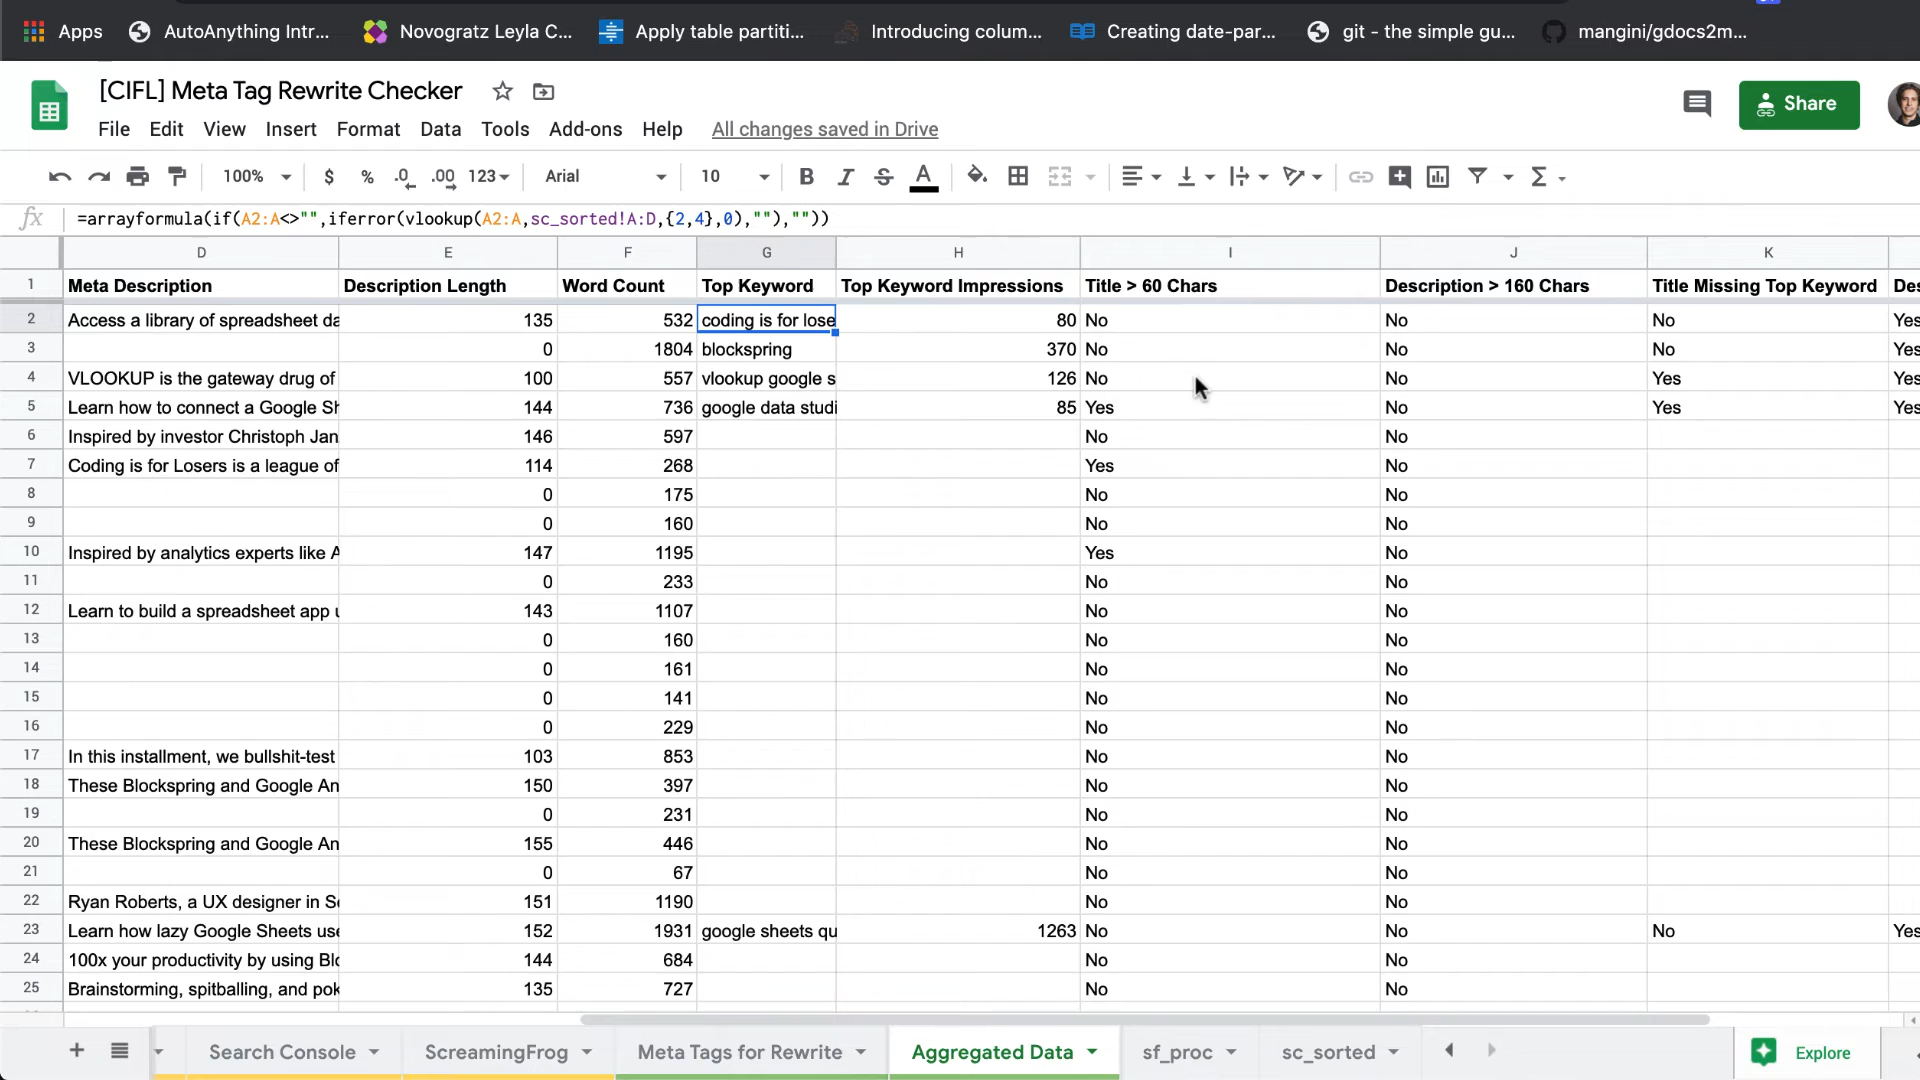 Apps AutoAnything Intr... Novogratz Leyla C... Apply table partiti... Introducing colum... Creating date-par... git - the simple gu... mangini/gdocs2m...
[CIFL] Meta Tag Rewrite Checker
Share
File Edit View Insert Format Data Tools Add-ons Help All changes saved in Drive
100% $ % .0 .00 123 Arial 10 B I S A Σ
fx =arrayformula(if(A2:A<>"",iferror(vlookup(A2:A,sc_sorted!A:D,{2,4},0),""),""))
D E F G H I J K
1 Meta Description Description Length Word Count Top Keyword Top Keyword Impressions Title > 60 Chars Description > 160 Chars Title Missing Top Keyword Des
2 Access a library of spreadsheet da 135 532 coding is for lose 80 No No No Yes
3 0 1804 blockspring 370 No No No Yes
4 VLOOKUP is the gateway drug of 100 557 vlookup google s 126 No No Yes Yes
5 Learn how to connect a Google Sh 144 736 google data studi 85 Yes No Yes Yes
6 Inspired by investor Christoph Jan 146 597 No No
7 Coding is for Losers is a league of 114 268 Yes No
8 0 175 No No
9 0 160 No No
10 Inspired by analytics experts like A 147 1195 Yes No
11 0 233 No No
12 Learn to build a spreadsheet app u 143 1107 No No
13 0 160 No No
14 0 161 No No
15 0 141 No No
16 0 229 No No
17 In this installment, we bullshit-test 103 853 No No
18 These Blockspring and Google An 150 397 No No
19 0 231 No No
20 These Blockspring and Google An 155 446 No No
21 0 67 No No
22 Ryan Roberts, a UX designer in Se 151 1190 No No
23 Learn how lazy Google Sheets use 152 1931 google sheets qu 1263 No No No Yes
24 100x your productivity by using Blo 144 684 No No
25 Brainstorming, spitballing, and pok 135 727 No No
Search Console ScreamingFrog Meta Tags for Rewrite Aggregated Data sf_proc sc_sorted Explore